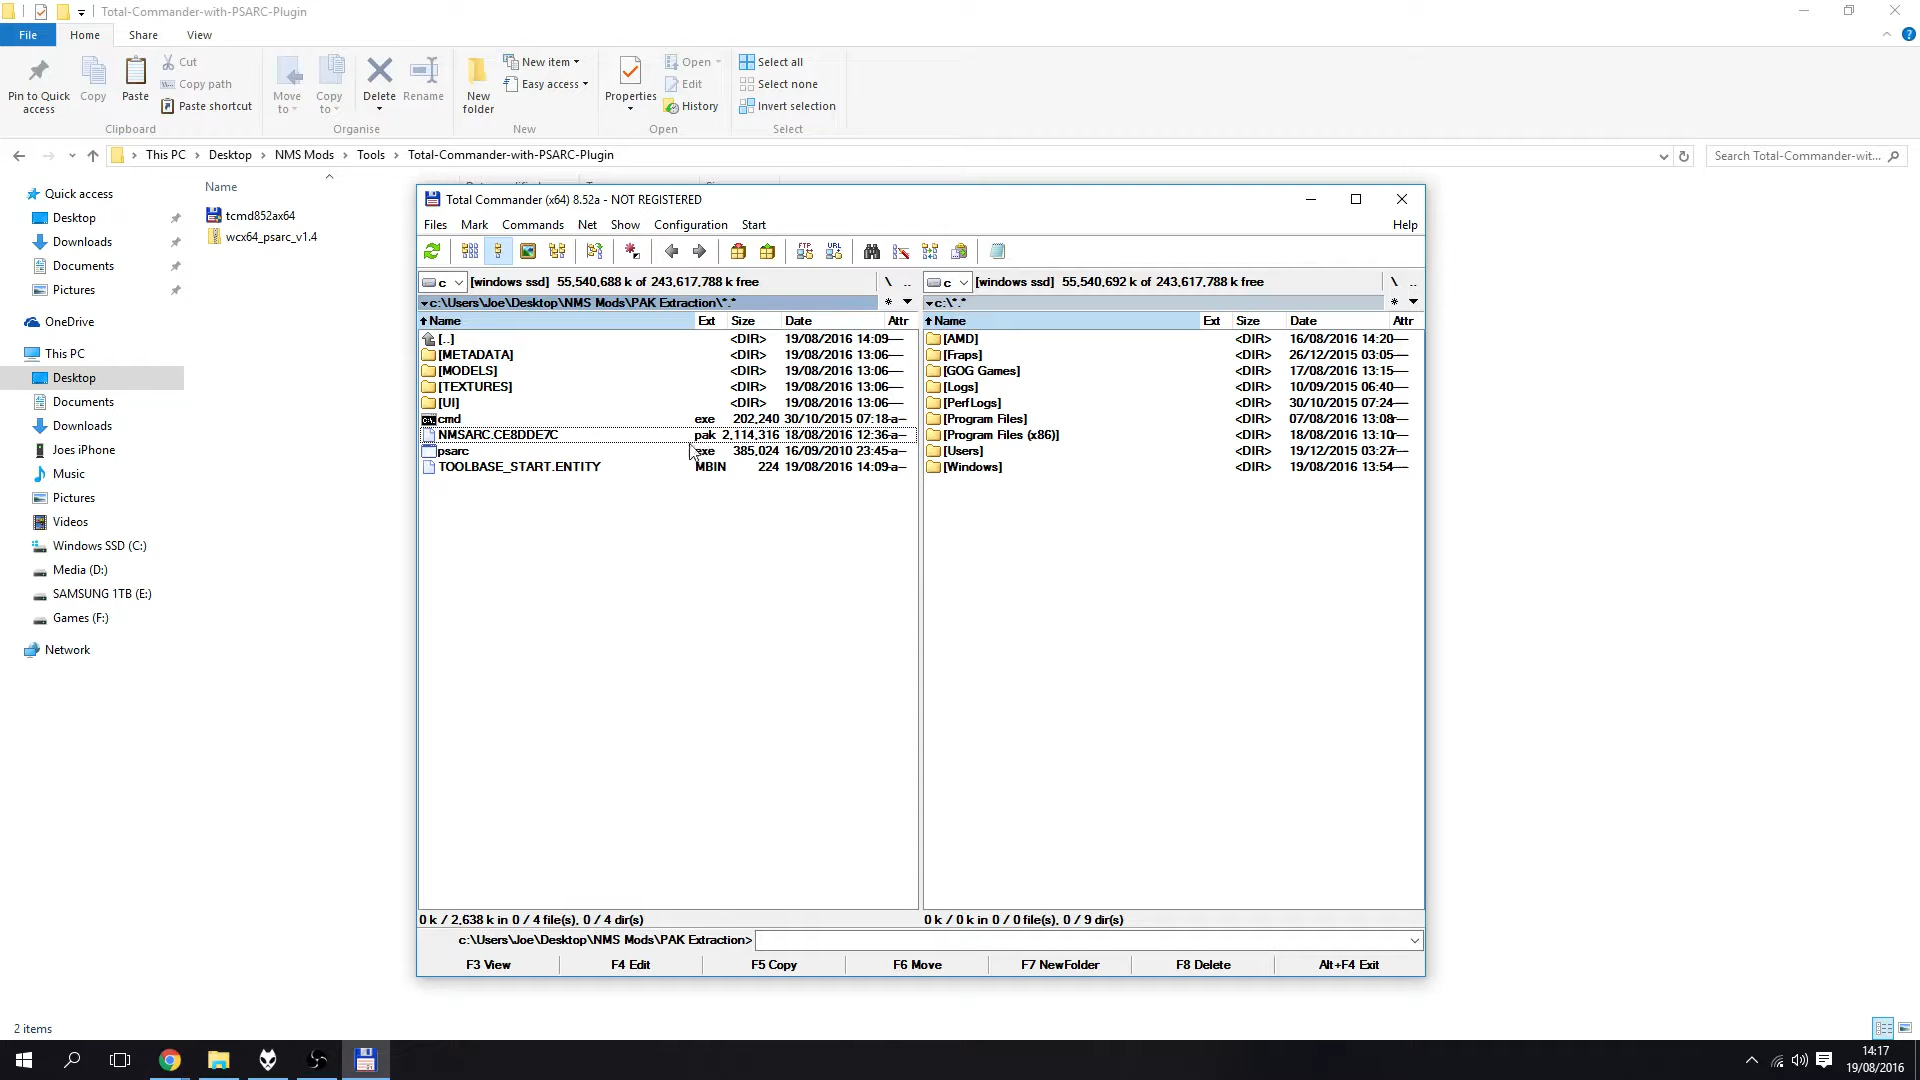 Total-Commander-with-PSARC-Plugin
File Home Share View
Pin to Quick access
Copy
Paste
Cut
Copy path
Paste shortcut
Clipboard
Move to
Copy to
Delete
Rename
Organise
New folder
New item
Easy access
New
Properties
Open
Edit
History
Open
Select all
Select none
Invert selection
Select
This PC Desktop NMS Mods Tools Total-Commander-with-PSARC-Plugin
Search Total-Commander-wit...
Quick access
Desktop
Downloads
Documents
Pictures
OneDrive
This PC
Desktop
Documents
Downloads
Joes iPhone
Music
Pictures
Videos
Windows SSD (C:)
Media (D:)
SAMSUNG 1TB (E:)
Games (F:)
Network
Name
tcmd852ax64
wcx64_psarc_v1.4
Total Commander (x64) 8.52a - NOT REGISTERED
Files Mark Commands Net Show Configuration Start Help
FTP URL
c [windows ssd] 55,540,688 k of 243,617,788 k free \ ..
c:\Users\Joe\Desktop\NMS Mods\PAK Extraction\*.* *
Name Ext Size Date Attr
[..] <DIR> 19/08/2016 14:09 ----
[METADATA] <DIR> 19/08/2016 13:06 ----
[MODELS] <DIR> 19/08/2016 13:06 ----
[TEXTURES] <DIR> 19/08/2016 13:06 ----
[UI] <DIR> 19/08/2016 13:06 ----
cmd exe 202,240 30/10/2015 07:18 -a--
NMSARC.CE8DDE7C pak 2,114,316 18/08/2016 12:36 -a--
psarc exe 385,024 16/09/2010 23:45 -a--
TOOLBASE_START.ENTITY MBIN 224 19/08/2016 14:09 -a--
0 k / 2,638 k in 0 / 4 file(s), 0 / 4 dir(s)
c [windows ssd] 55,540,692 k of 243,617,788 k free \ ..
c:\*.* *
Name Ext Size Date Attr
[AMD] <DIR> 16/08/2016 14:20 ----
[Fraps] <DIR> 26/12/2015 03:05 ----
[GOG Games] <DIR> 17/08/2016 13:15 ----
[Logs] <DIR> 10/09/2015 06:40 ----
[PerfLogs] <DIR> 30/10/2015 07:24 ----
[Program Files] <DIR> 07/08/2016 13:08 r---
[Program Files (x86)] <DIR> 18/08/2016 13:10 r---
[Users] <DIR> 19/12/2015 03:27 r---
[Windows] <DIR> 19/08/2016 13:54 ----
0 k / 0 k in 0 / 0 file(s), 0 / 9 dir(s)
c:\Users\Joe\Desktop\NMS Mods\PAK Extraction>
F3 View F4 Edit F5 Copy F6 Move F7 NewFolder F8 Delete Alt+F4 Exit
2 items
14:17
19/08/2016